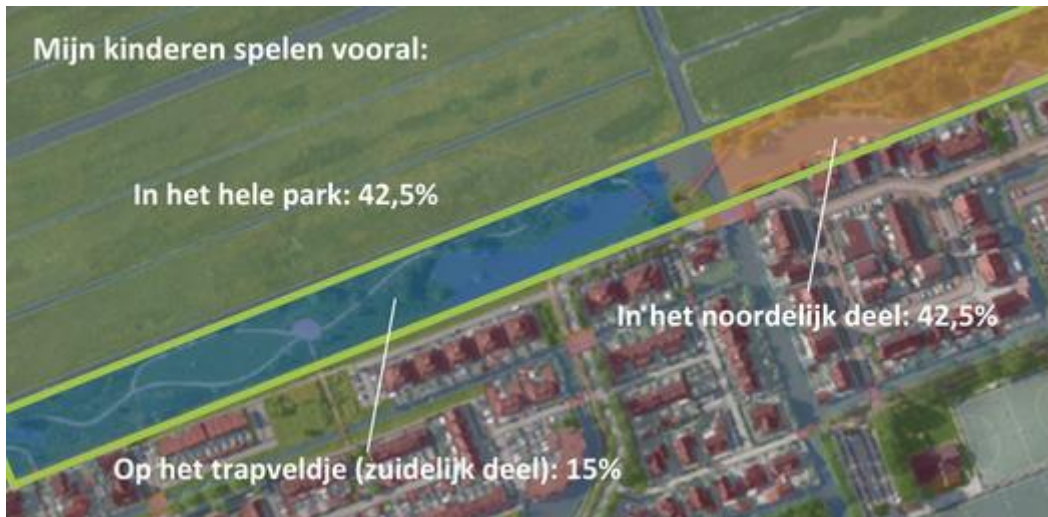 Mijn kinderen spelen vooral:
In het hele park: 42,5%
In het noordelijk deel: 42,5%
Op het trapveldje (zuidelijk deel): 15%